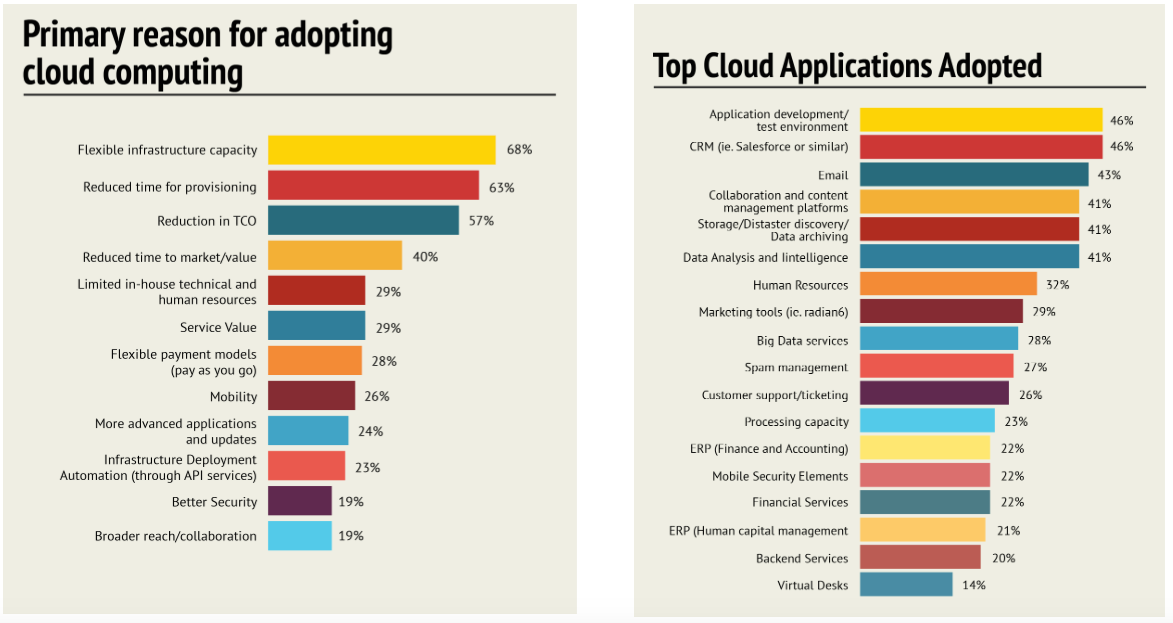 Primary reason for adopting
cloud computing
Flexible infrastructure capacity 68%
Reduced time for provisioning 63%
Reduction in TCO 57%
Reduced time to market/value 40%
Limited in-house technical and
human resources 29%
Service Value 29%
Flexible payment models
(pay as you go) 28%
Mobility 26%
More advanced applications
and updates 24%
Infrastructure Deployment
Automation (through API services) 23%
Better Security 19%
Broader reach/collaboration 19%
Top Cloud Applications Adopted
Application development/
test environment 46%
CRM (ie. Salesforce or similar) 46%
Email 43%
Collaboration and content
management platforms 41%
Storage/Distaster discovery/
Data archiving 41%
Data Analysis and Iintelligence 41%
Human Resources 32%
Marketing tools (ie. radian6) 29%
Big Data services 28%
Spam management 27%
Customer support/ticketing 26%
Processing capacity 23%
ERP (Finance and Accounting) 22%
Mobile Security Elements 22%
Financial Services 22%
ERP (Human capital management 21%
Backend Services 20%
Virtual Desks 14%